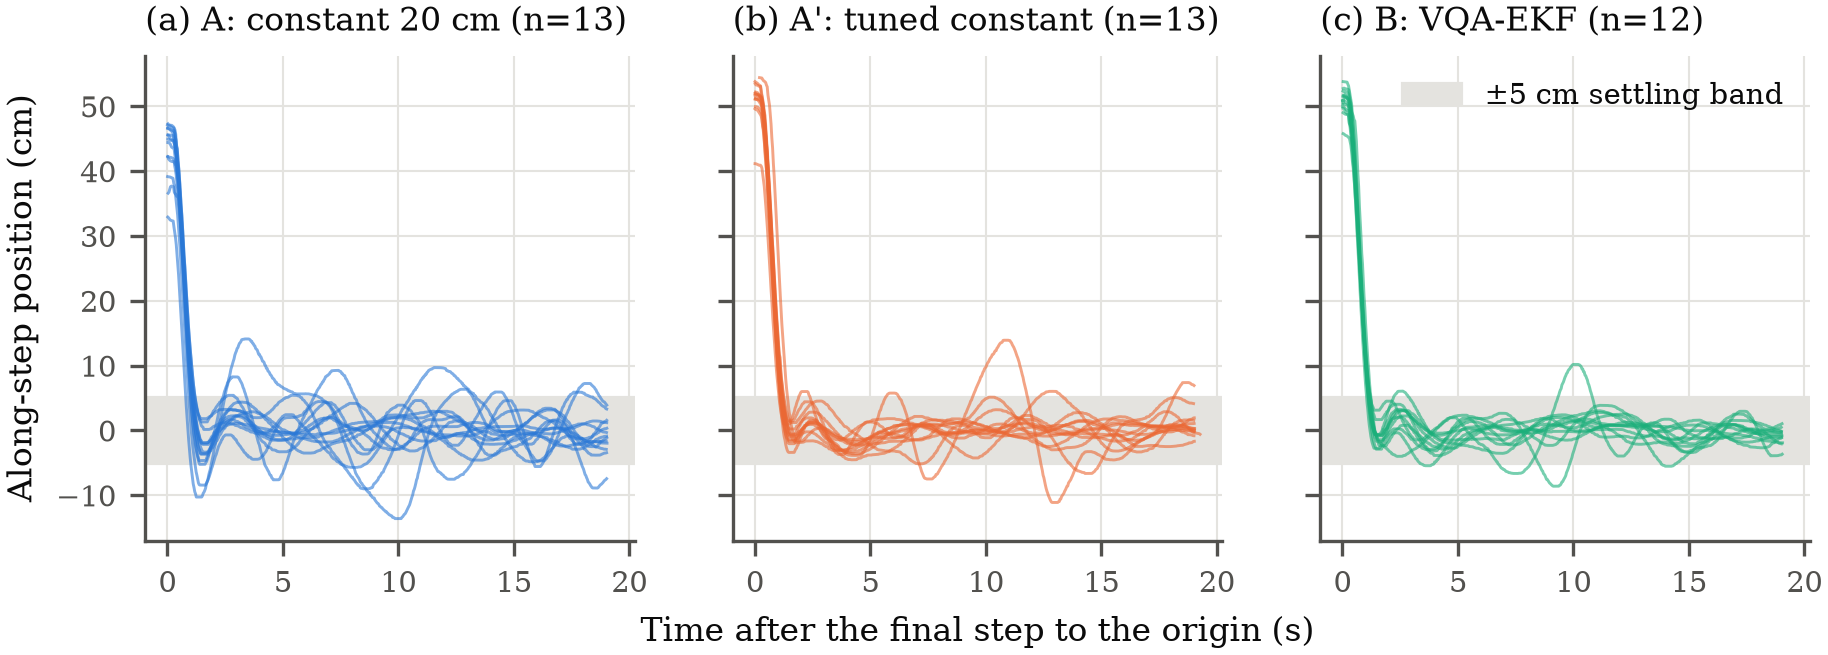 (a) A: constant 20 cm (n=13)
(b) A': tuned constant (n=13)
(c) B: VQA-EKF (n=12)
Along-step position (cm)
50
40
30
20
10
0
−10
±5 cm settling band
0 5 10 15 20
0 5 10 15 20
0 5 10 15 20
Time after the final step to the origin (s)